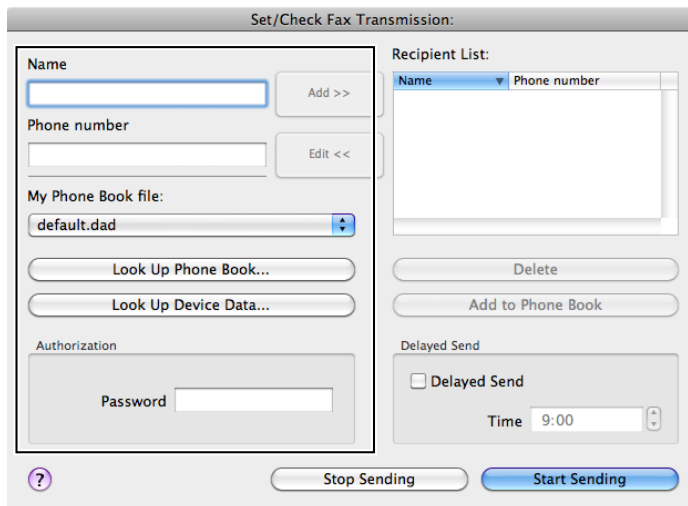 Set/Check Fax Transmission:
Name
Add >>
Phone number
Edit <<
My Phone Book file:
default.dad
Look Up Phone Book...
Look Up Device Data...
Authorization
Password
Recipient List:
Name Phone number
Delete
Add to Phone Book
Delayed Send
Delayed Send
Time 9:00
?
Stop Sending
Start Sending